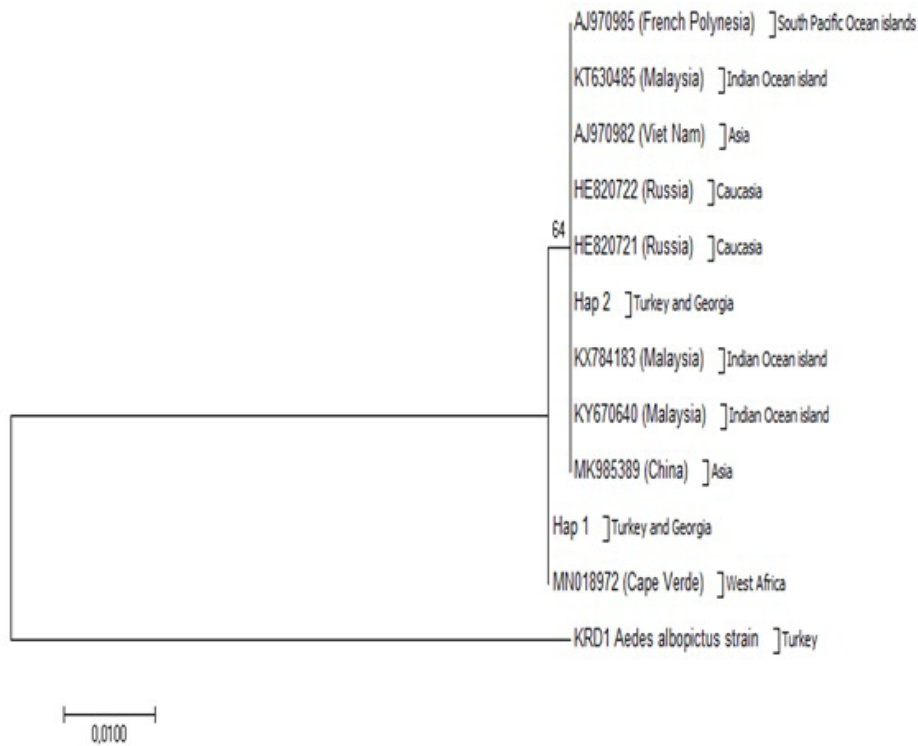 AJ970985 (French Polynesia) South Pacific Ocean islands
KT630485 (Malaysia) Indian Ocean island
AJ970982 (Viet Nam) Asia
HE820722 (Russia) Caucasia
64
HE820721 (Russia) Caucasia
Hap 2 Turkey and Georgia
KX784183 (Malaysia) Indian Ocean island
KY670640 (Malaysia) Indian Ocean island
MK985389 (China) Asia
Hap 1 Turkey and Georgia
MN018972 (Cape Verde) West Africa
KRD1 Aedes albopictus strain Turkey
0,0100